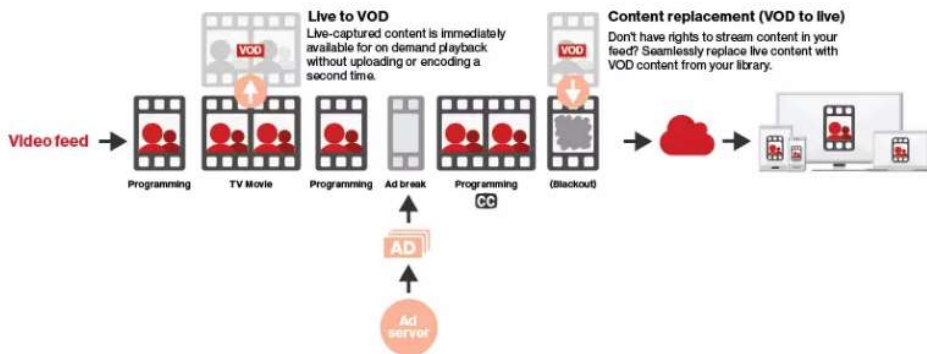 Live to VOD
Live-captured content is immediately
available for on demand playback
without uploading or encoding a
second time.
VOD
Content replacement (VOD to live)
Don't have rights to stream content in your
feed? Seamlessly replace live content with
VOD content from your library.
VOD
Video feed
Programming
TV Movie
Programming
Ad break
Programming
(Blackout)
CC
AD
Ad
server